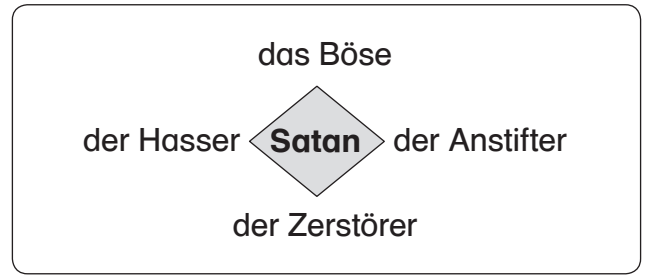 das Böse
der Hasser Satan der Anstifter
der Zerstörer